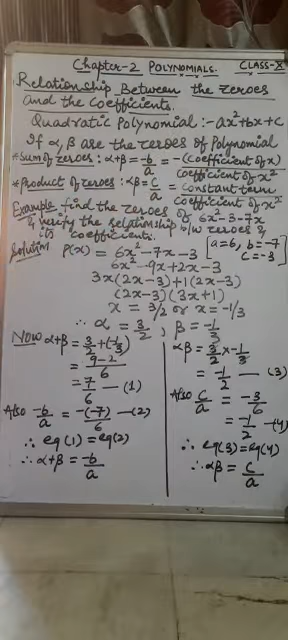 Chapter-2 POLYNOMIALS. CLASS-X
Relationship Between the zeroes
and the Coefficients.
Quadratic Polynomial :- ax²+bx+c
If α, β are the zeroes of Polynomial
*Sum of zeroes : α+β = -b/a = -(Coefficient of x)/Coefficient of x²
*Product of zeroes : αβ = c/a = Constant term/Coefficient of x²
Example find the zeroes of 6x²-3-7x
& verify the relationship b/w zeroes &
its coefficients.
Solution P(x) = 6x²-7x-3 [a=6, b=-7
c=-3]
6x²-9x+2x-3
3x(2x-3)+1(2x-3)
(2x-3)(3x+1)
x = 3/2 or x = -1/3
∴ α = 3/2, β = -1/3
Now α+β = 3/2+(-1/3)
= 9-2/6
= 7/6 —(1)
Also -b/a = -(-7)/6 —(2)
∴ eq(1) = eq(2)
∴ α+β = -b/a
αβ = 3/2 x -1/3
= -1/2 —(3)
Also c/a = -3/6
= -1/2 —(4)
∴ eq(3) = eq(4)
∴ αβ = c/a